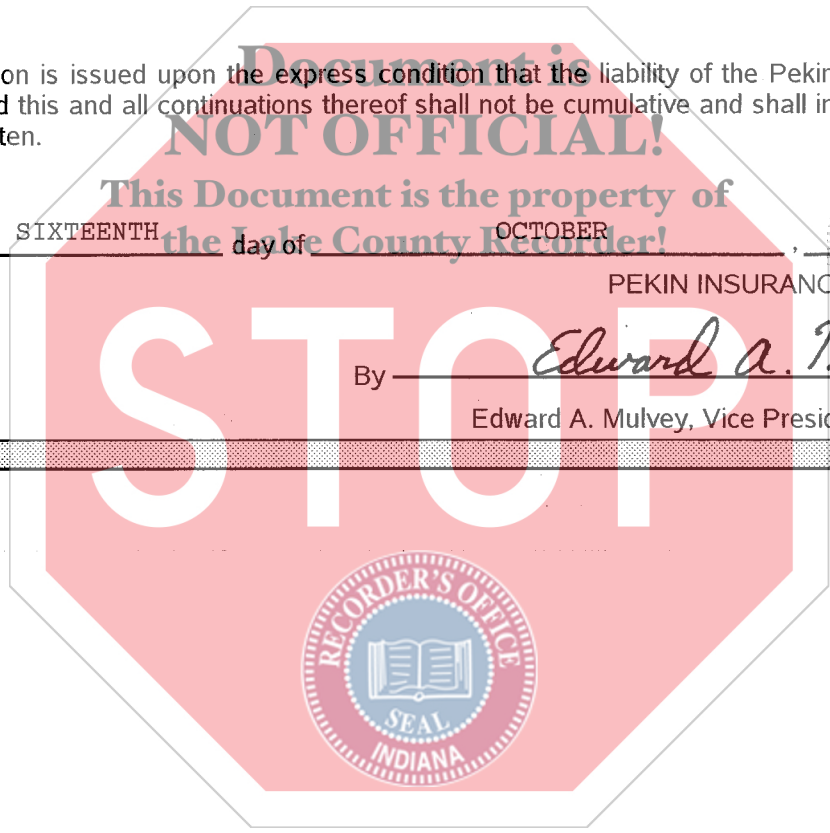 Document is
on is issued upon the express condition that the liability of the Pekin
d this and all continuations thereof shall not be cumulative and shall in
ten.
NOT OFFICIAL!
This Document is the property of
the Lake County Recorder!
SIXTEENTH day of OCTOBER ,
PEKIN INSURANC
STOP
By Edward A.
Edward A. Mulvey, Vice Presid
RECORDER'S OFFICE
SEAL
INDIANA